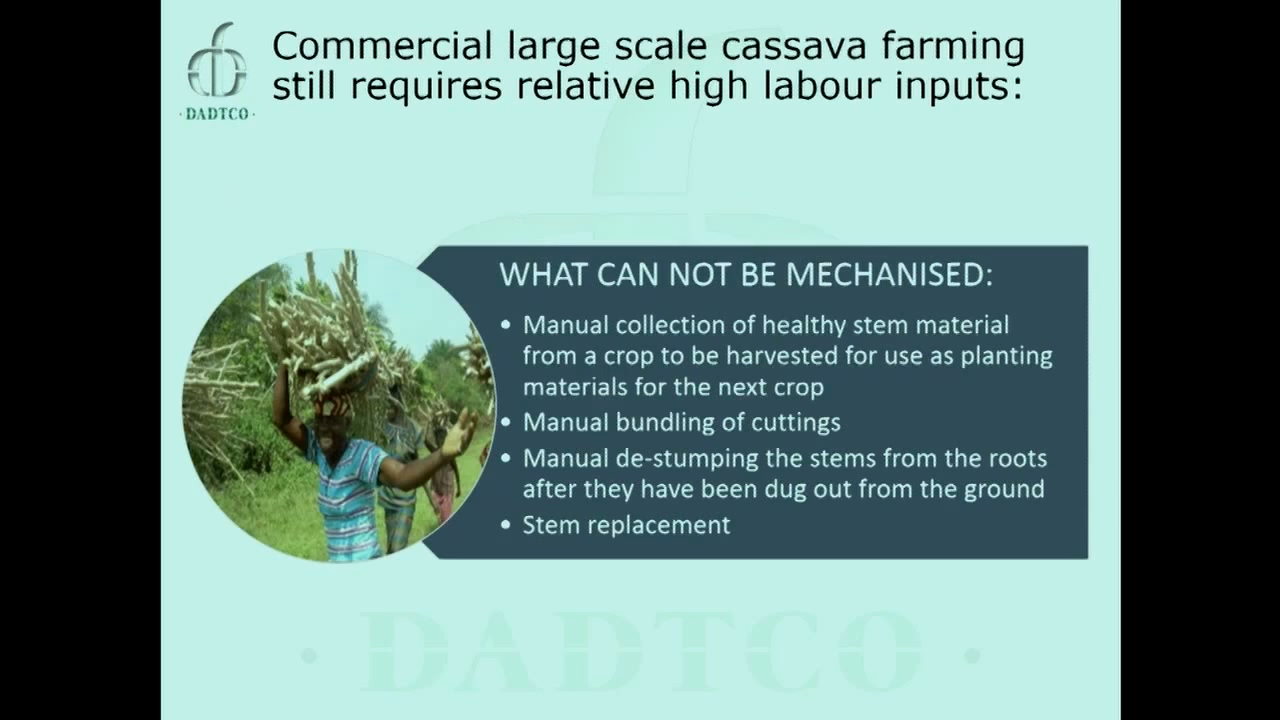 Commercial large scale cassava farming
still requires relative high labour inputs:
· DADTCO ·
WHAT CAN NOT BE MECHANISED:
• Manual collection of healthy stem material
from a crop to be harvested for use as planting
materials for the next crop
• Manual bundling of cuttings
• Manual de-stumping the stems from the roots
after they have been dug out from the ground
• Stem replacement
· DADTCO ·